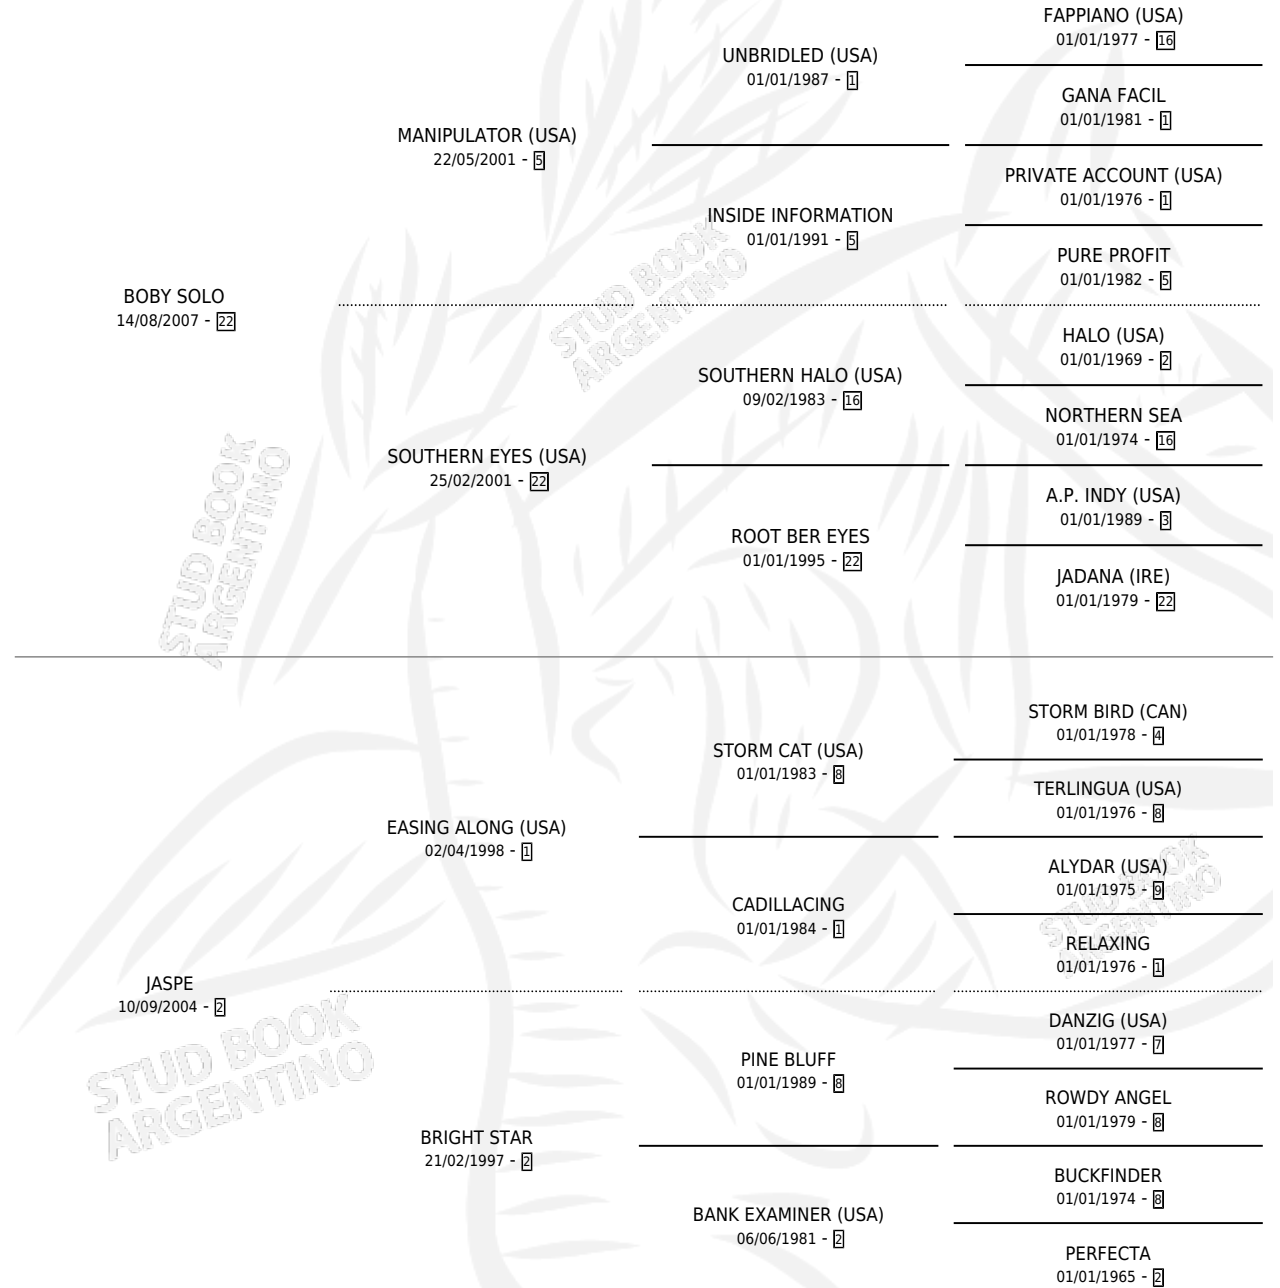 FAPPIANO (USA)
01/01/1977 - 16
UNBRIDLED (USA)
01/01/1987 - 1
GANA FACIL
01/01/1981 - 1
MANIPULATOR (USA)
22/05/2001 - 5
PRIVATE ACCOUNT (USA)
01/01/1976 - 1
INSIDE INFORMATION
01/01/1991 - 5
PURE PROFIT
01/01/1982 - 5
BOBY SOLO
14/08/2007 - 22
HALO (USA)
01/01/1969 - 2
SOUTHERN HALO (USA)
09/02/1983 - 16
NORTHERN SEA
01/01/1974 - 16
SOUTHERN EYES (USA)
25/02/2001 - 22
A.P. INDY (USA)
01/01/1989 - 3
ROOT BER EYES
01/01/1995 - 22
JADANA (IRE)
01/01/1979 - 22
STORM BIRD (CAN)
01/01/1978 - 4
STORM CAT (USA)
01/01/1983 - 8
TERLINGUA (USA)
01/01/1976 - 8
EASING ALONG (USA)
02/04/1998 - 1
ALYDAR (USA)
01/01/1975 - 9
CADILLACING
01/01/1984 - 1
RELAXING
01/01/1976 - 1
JASPE
10/09/2004 - 2
DANZIG (USA)
01/01/1977 - 7
PINE BLUFF
01/01/1989 - 8
ROWDY ANGEL
01/01/1979 - 8
BRIGHT STAR
21/02/1997 - 2
BUCKFINDER
01/01/1974 - 8
BANK EXAMINER (USA)
06/06/1981 - 2
PERFECTA
01/01/1965 - 2
STUD BOOK
ARGENTINO
STUD BOOK
ARGENTINO
STUD BOOK
ARGENTINO
STUD BOOK
ARGENTINO